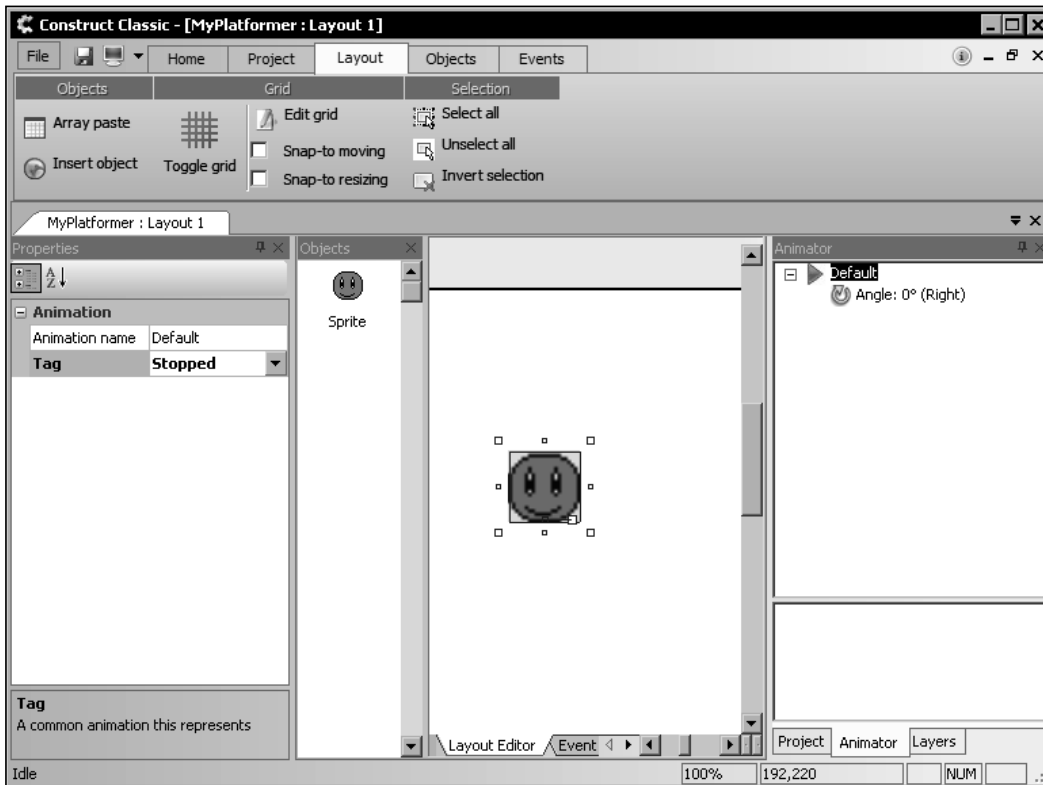 Construct Classic - [MyPlatformer : Layout 1]
File
Home
Project
Layout
Objects
Events
Objects
Grid
Selection
Array paste
Insert object
Toggle grid
Edit grid
Snap-to moving
Snap-to resizing
Select all
Unselect all
Invert selection
MyPlatformer : Layout 1
Properties
A
Z
Animation
Animation name Default
Tag Stopped
Tag
A common animation this represents
Objects
Sprite
Layout Editor
Event
Animator
Default
Angle: 0° (Right)
Project
Animator
Layers
Idle
100%
192,220
NUM